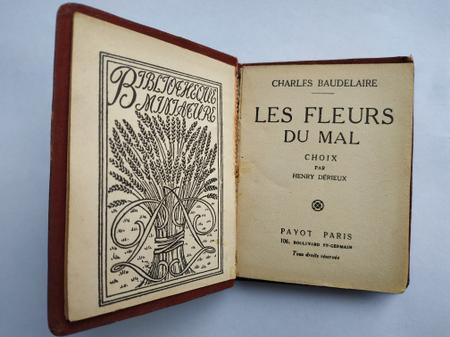 BIBLIOTHEQUE
MINIATURE
CHARLES BAUDELAIRE
LES FLEURS
DU MAL
CHOIX
PAR
HENRY DÉRIEUX
PAYOT PARIS
106, BOULEVARD ST-GERMAIN
Tous droits réservés